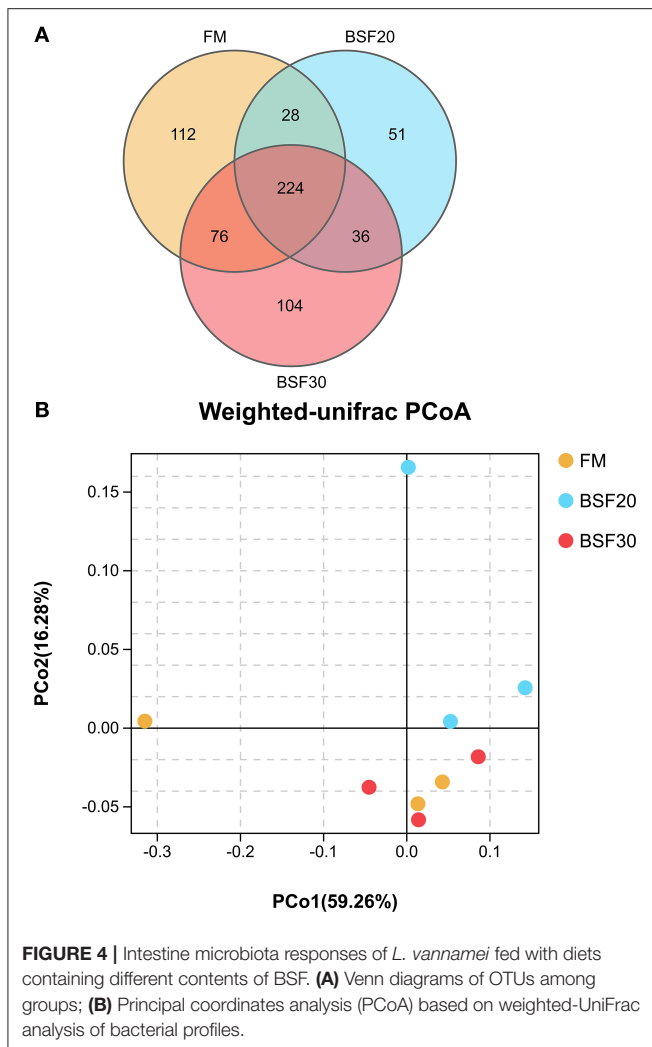 A
FM
BSF20
112
28
51
224
76
36
104
BSF30
B
Weighted-unifrac PCoA
FM
BSF20
BSF30
0.15
0.10
0.05
0.00
-0.05
PCo2(16.28%)
-0.3
-0.2
-0.1
0.0
0.1
PCo1(59.26%)
FIGURE 4 | Intestine microbiota responses of L. vannamei fed with diets
containing different contents of BSF. (A) Venn diagrams of OTUs among
groups; (B) Principal coordinates analysis (PCoA) based on weighted-UniFrac
analysis of bacterial profiles.